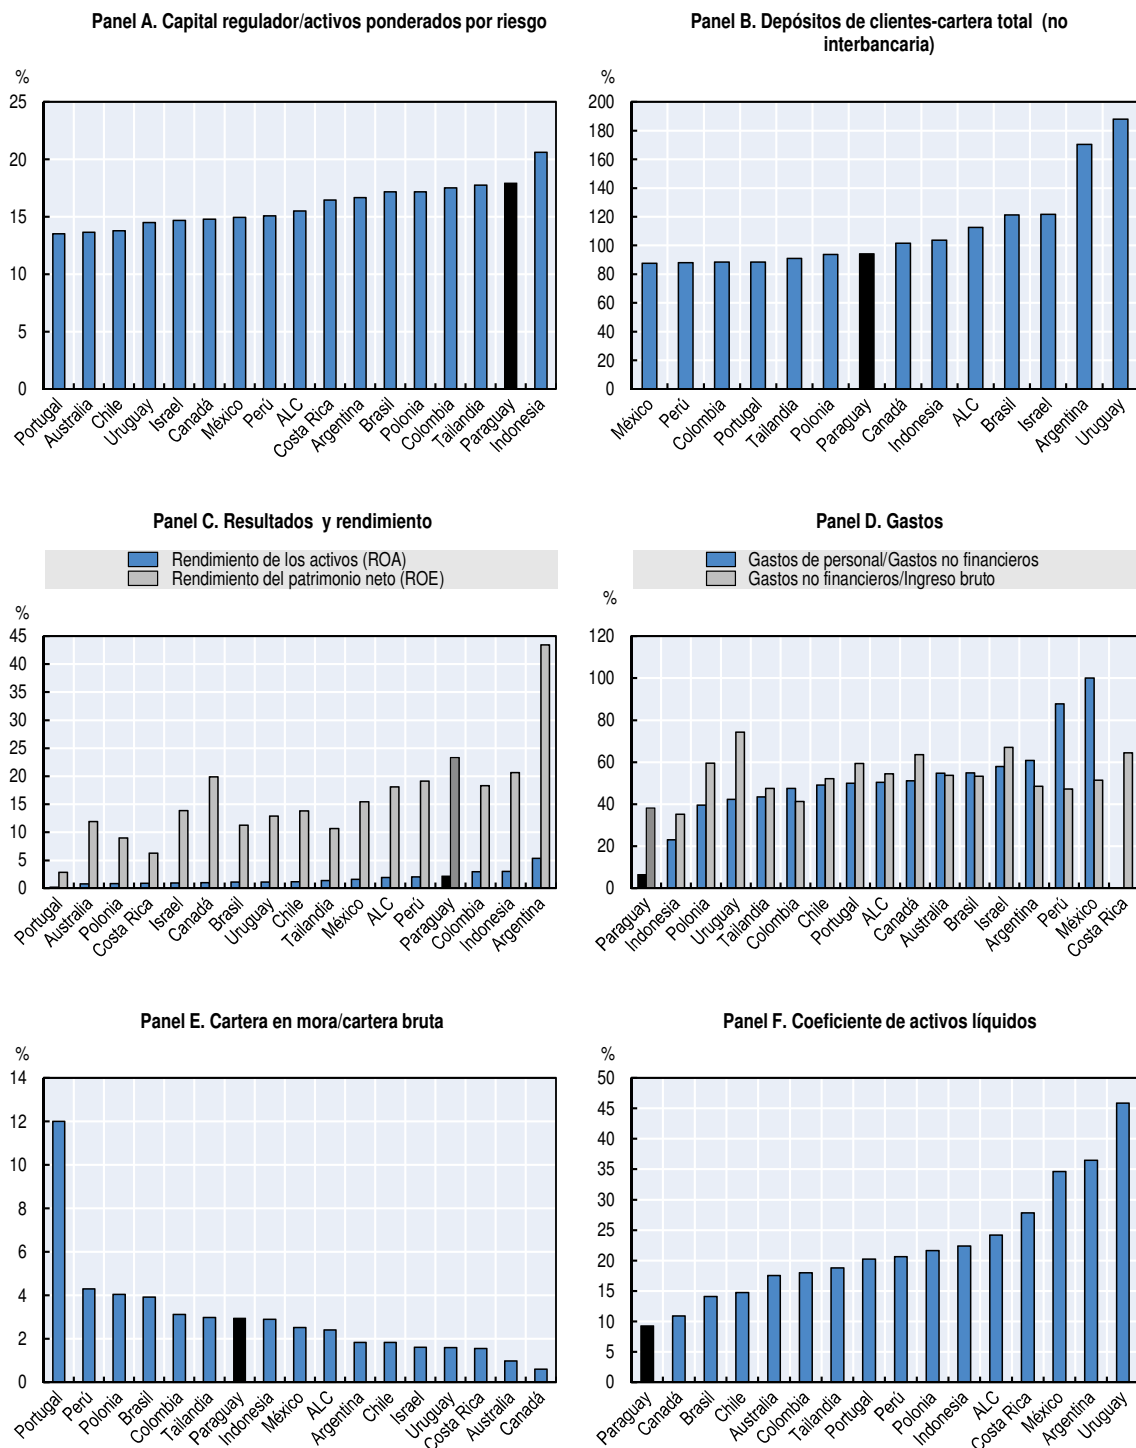 Panel A. Capital regulador/activos ponderados por riesgo
%
25
20
15
10
5
0
Portugal
Australia
Chile
Uruguay
Israel
Canadá
México
Perú
ALC
Costa Rica
Argentina
Brasil
Polonia
Colombia
Tailandia
Paraguay
Indonesia
Panel B. Depósitos de clientes-cartera total (no
interbancaria)
%
200
180
160
140
120
100
80
60
40
20
0
México
Perú
Colombia
Portugal
Tailandia
Polonia
Paraguay
Canadá
Indonesia
ALC
Brasil
Israel
Argentina
Uruguay
Panel C. Resultados y rendimiento
Rendimiento de los activos (ROA)
Rendimiento del patrimonio neto (ROE)
%
45
40
35
30
25
20
15
10
5
0
Portugal
Australia
Polonia
Costa Rica
Israel
Canadá
Brasil
Uruguay
Chile
Tailandia
México
ALC
Perú
Paraguay
Colombia
Indonesia
Argentina
Panel D. Gastos
Gastos de personal/Gastos no financieros
Gastos no financieros/Ingreso bruto
%
120
100
80
60
40
20
0
Paraguay
Indonesia
Polonia
Uruguay
Tailandia
Colombia
Chile
Portugal
ALC
Canadá
Australia
Brasil
Israel
Argentina
Perú
México
Costa Rica
Panel E. Cartera en mora/cartera bruta
%
14
12
10
8
6
4
2
0
Portugal
Perú
Polonia
Brasil
Colombia
Tailandia
Paraguay
Indonesia
México
ALC
Argentina
Chile
Israel
Uruguay
Costa Rica
Australia
Canadá
Panel F. Coeficiente de activos líquidos
%
50
45
40
35
30
25
20
15
10
5
0
Paraguay
Canadá
Brasil
Chile
Australia
Colombia
Tailandia
Portugal
Perú
Polonia
Indonesia
ALC
Costa Rica
México
Argentina
Uruguay